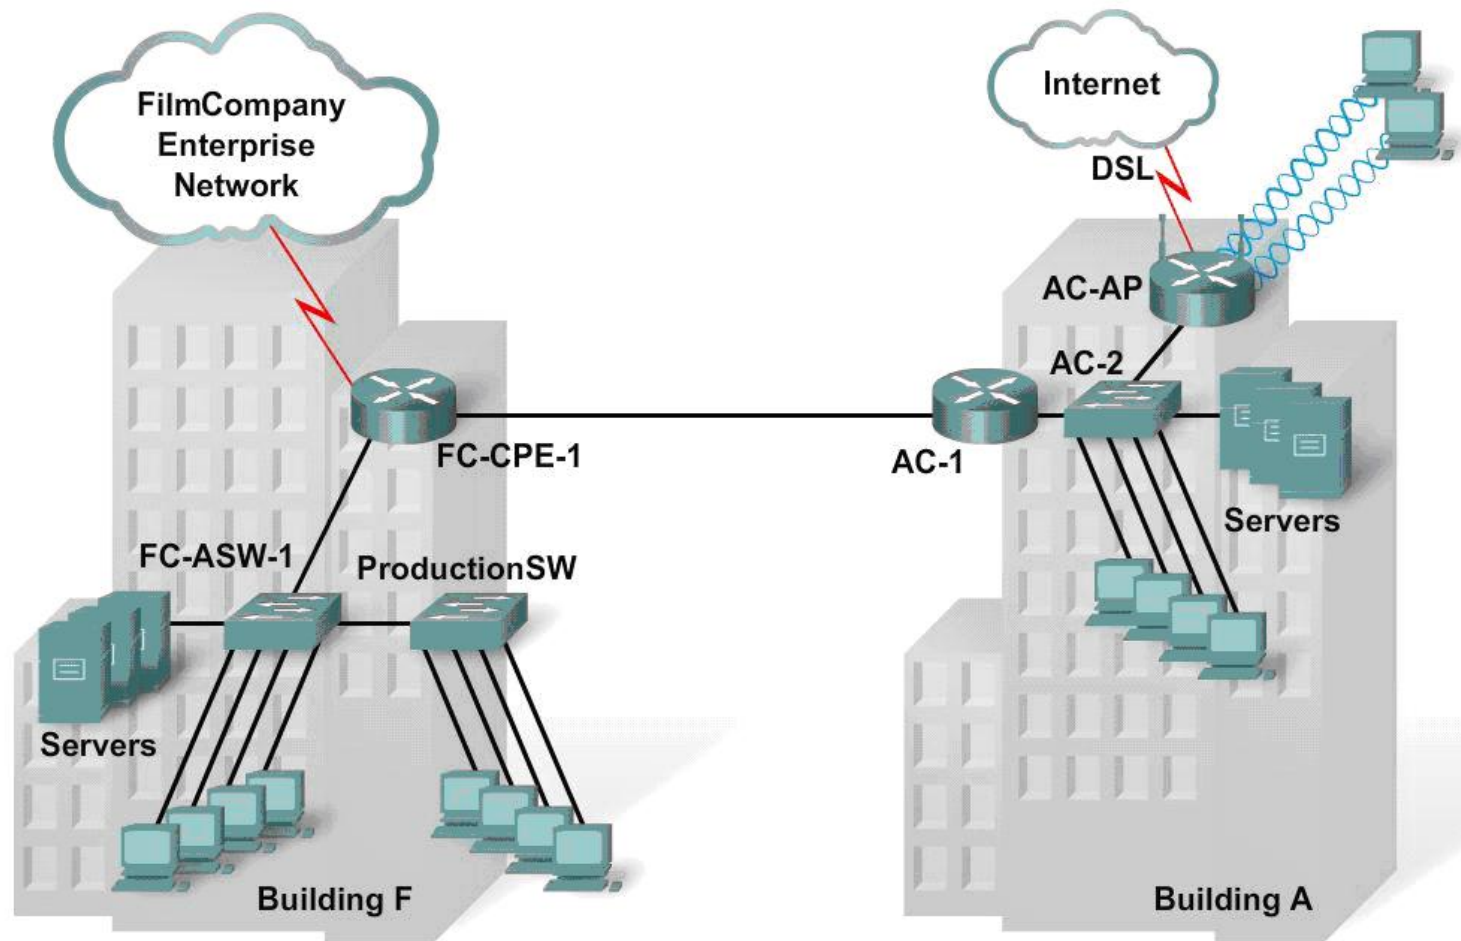 FilmCompany
Enterprise
Network
Internet
DSL
AC-AP
AC-2
FC-CPE-1
AC-1
Servers
FC-ASW-1
ProductionSW
Servers
Building F
Building A